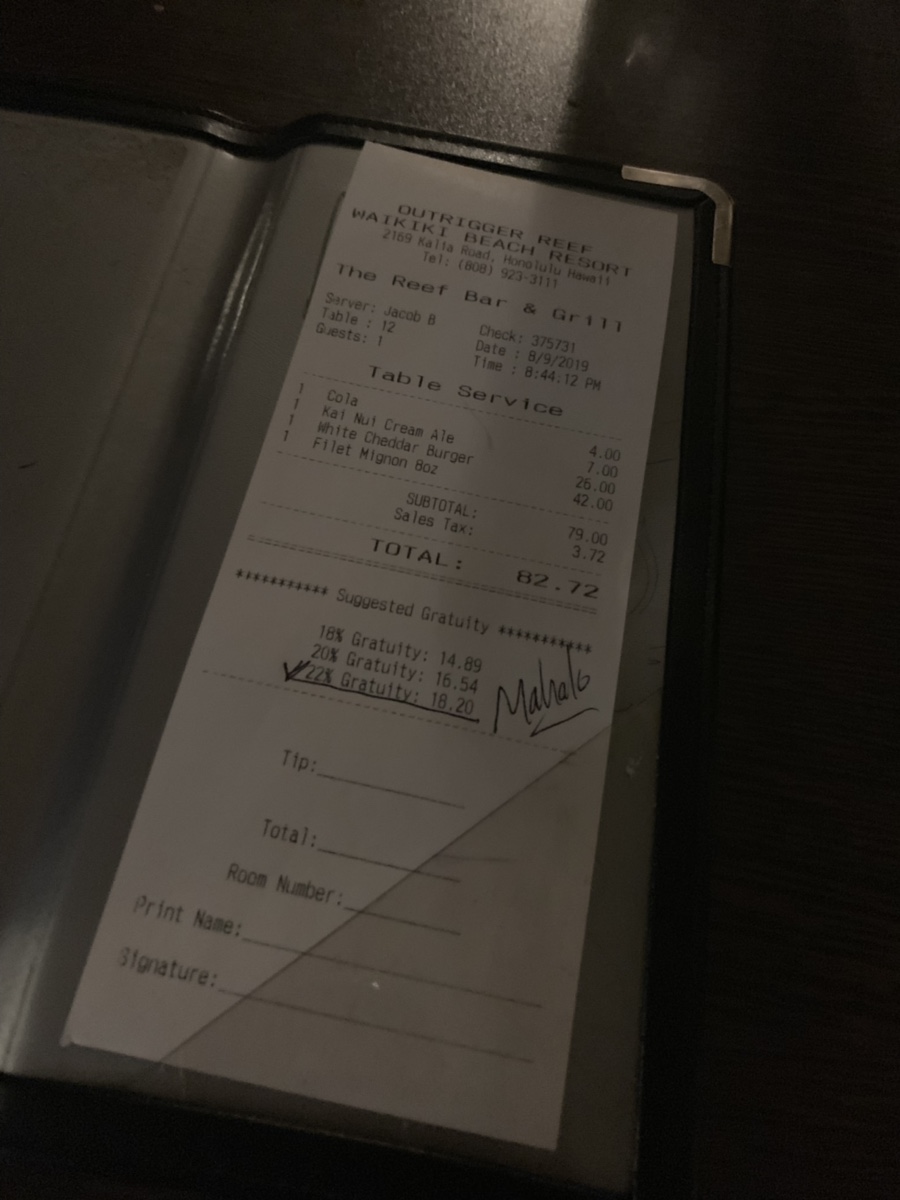 OUTRIGGER REEF
WAIKIKI BEACH RESORT
2169 Kalia Road, Honolulu Hawaii
Tel: (808) 923-3111
The Reef Bar & Grill
Server: Jacob B Check: 375731
Table : 12 Date : 8/9/2019
Guests: 1 Time : 8:44:12 PM
Table Service
1 Cola 4.00
1 Kai Nui Cream Ale 7.00
1 White Cheddar Burger 26.00
1 Filet Mignon 8oz 42.00
SUBTOTAL: 79.00
Sales Tax: 3.72
TOTAL: 82.72
*********** Suggested Gratuity ***********
18% Gratuity: 14.89
20% Gratuity: 16.54
✓22% Gratuity: 18.20 Mahalo
Tip:
Total:
Room Number:
Print Name:
Signature: